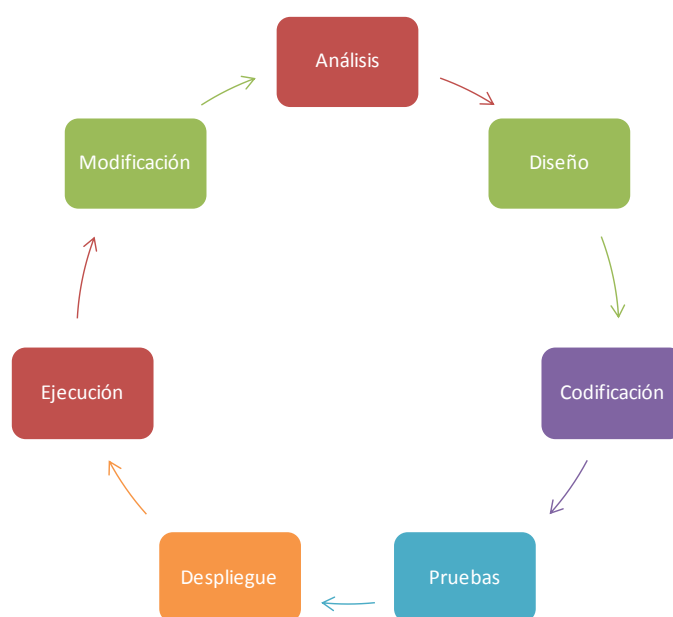 Análisis
Diseño
Codificación
Pruebas
Despliegue
Ejecución
Modificación